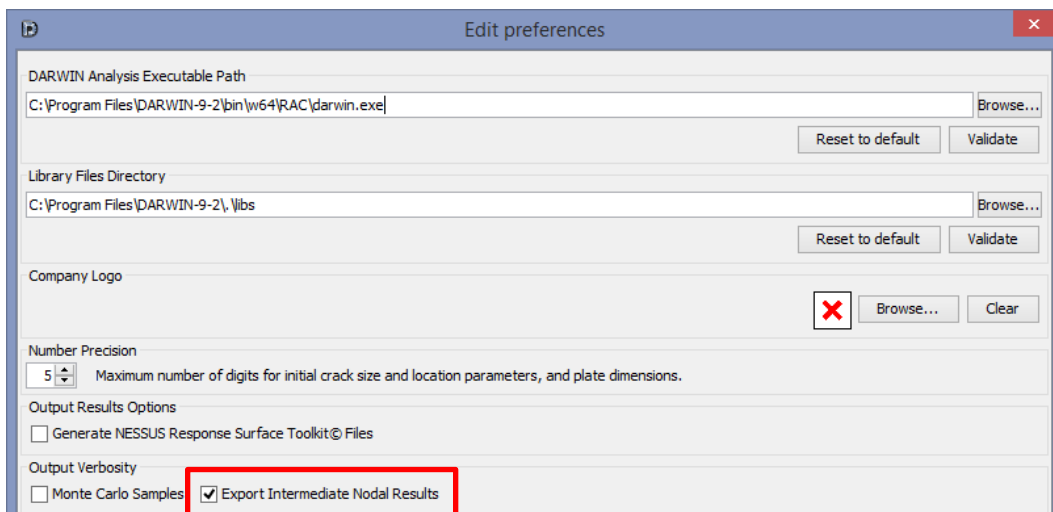 Edit preferences
DARWIN Analysis Executable Path
C:\Program Files\DARWIN-9-2\bin\w64\RAC\darwin.exe
Browse...
Reset to default Validate
Library Files Directory
C:\Program Files\DARWIN-9-2\.\libs
Browse...
Reset to default Validate
Company Logo
Browse... Clear
Number Precision
5 Maximum number of digits for initial crack size and location parameters, and plate dimensions.
Output Results Options
Generate NESSUS Response Surface Toolkit© Files
Output Verbosity
Monte Carlo Samples Export Intermediate Nodal Results